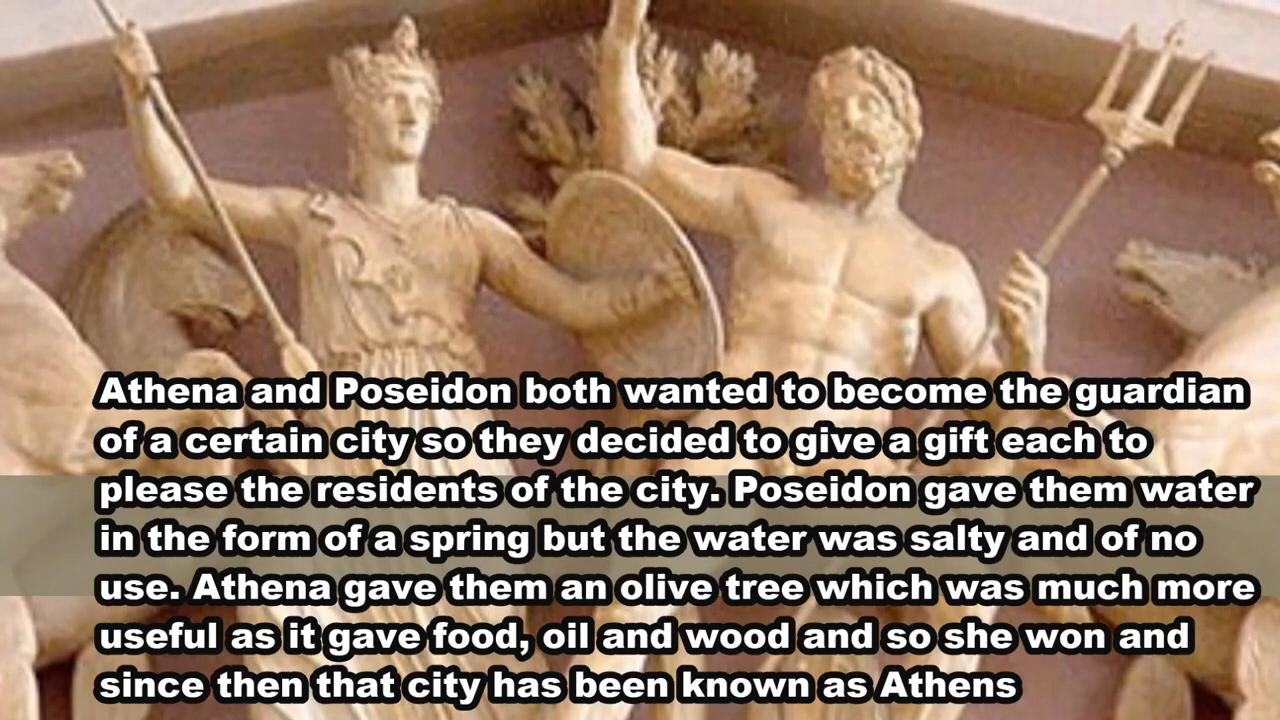 Athena and Poseidon both wanted to become the guardian
of a certain city so they decided to give a gift each to
please the residents of the city. Poseidon gave them water
in the form of a spring but the water was salty and of no
use. Athena gave them an olive tree which was much more
useful as it gave food, oil and wood and so she won and
since then that city has been known as Athens